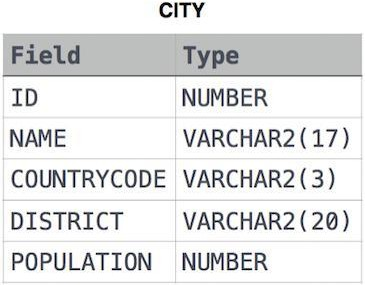 CITY
Field Type
ID NUMBER
NAME VARCHAR2(17)
COUNTRYCODE VARCHAR2(3)
DISTRICT VARCHAR2(20)
POPULATION NUMBER